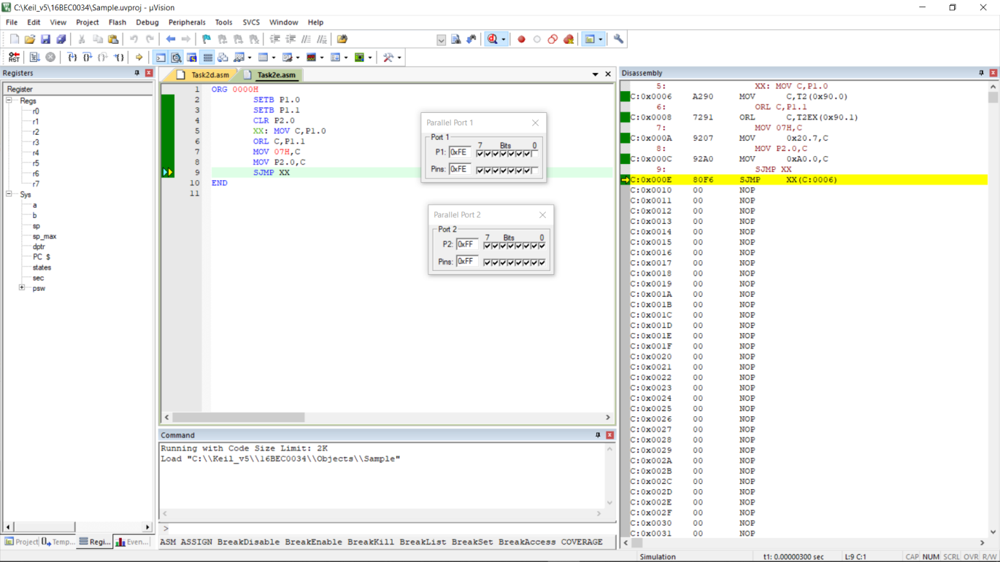 C:\Keil_v5\16BEC0034\Sample.uvproj - µVision
File Edit View Project Flash Debug Peripherals Tools SVCS Window Help
RST
Registers
Register
Regs
r0
r1
r2
r3
r4
r5
r6
r7
Sys
a
b
sp
sp_max
dptr
PC $
states
sec
psw
Project Temp... Regi... Even...
Task2d.asm Task2e.asm
1 ORG 0000H
2 SETB P1.0
3 SETB P1.1
4 CLR P2.0
5 XX: MOV C,P1.0
6 ORL C,P1.1
7 MOV 07H,C
8 MOV P2.0,C
9 SJMP XX
10 END
11
Parallel Port 1
Port 1
7 Bits 0
P1: 0xFE
Pins: 0xFE
Parallel Port 2
Port 2
7 Bits 0
P2: 0xFF
Pins: 0xFF
Command
Running with Code Size Limit: 2K
Load "C:\\Keil_v5\\16BEC0034\\Objects\\Sample"
>
ASM ASSIGN BreakDisable BreakEnable BreakKill BreakList BreakSet BreakAccess COVERAGE
Disassembly
5: XX: MOV C,P1.0
C:0x0006 A290 MOV C,T2(0x90.0)
6: ORL C,P1.1
C:0x0008 7291 ORL C,T2EX(0x90.1)
7: MOV 07H,C
C:0x000A 9207 MOV 0x20.7,C
8: MOV P2.0,C
C:0x000C 92A0 MOV 0xA0.0,C
9: SJMP XX
C:0x000E 80F6 SJMP XX(C:0006)
C:0x0010 00 NOP
C:0x0011 00 NOP
C:0x0012 00 NOP
C:0x0013 00 NOP
C:0x0014 00 NOP
C:0x0015 00 NOP
C:0x0016 00 NOP
C:0x0017 00 NOP
C:0x0018 00 NOP
C:0x0019 00 NOP
C:0x001A 00 NOP
C:0x001B 00 NOP
C:0x001C 00 NOP
C:0x001D 00 NOP
C:0x001E 00 NOP
C:0x001F 00 NOP
C:0x0020 00 NOP
C:0x0021 00 NOP
C:0x0022 00 NOP
C:0x0023 00 NOP
C:0x0024 00 NOP
C:0x0025 00 NOP
C:0x0026 00 NOP
C:0x0027 00 NOP
C:0x0028 00 NOP
C:0x0029 00 NOP
C:0x002A 00 NOP
C:0x002B 00 NOP
C:0x002C 00 NOP
C:0x002D 00 NOP
C:0x002E 00 NOP
C:0x002F 00 NOP
C:0x0030 00 NOP
C:0x0031 00 NOP
Simulation t1: 0.00000300 sec L:9 C:1 CAP NUM SCRL OVR R/W